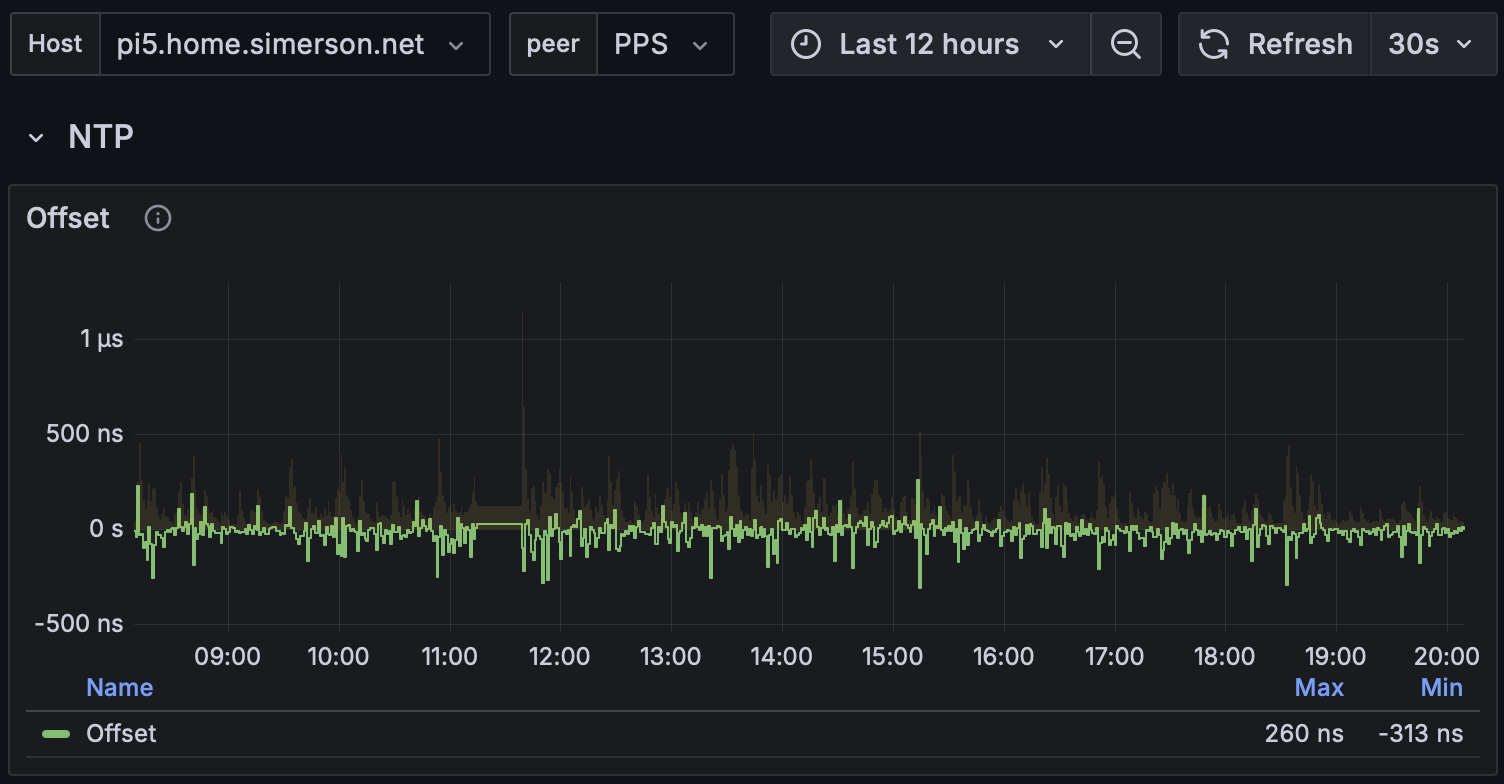 Host pi5.home.simerson.net peer PPS Last 12 hours Refresh 30s
NTP
Offset
1 µs
500 ns
0 s
-500 ns
09:00 10:00 11:00 12:00 13:00 14:00 15:00 16:00 17:00 18:00 19:00 20:00
Name Max Min
Offset 260 ns -313 ns